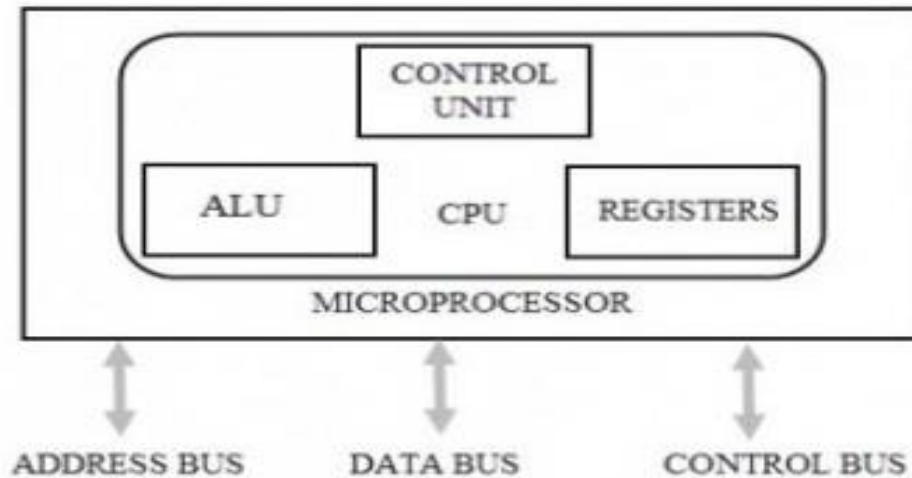 CONTROL
UNIT
ALU
CPU
REGISTERS
MICROPROCESSOR
ADDRESS BUS
DATA BUS
CONTROL BUS